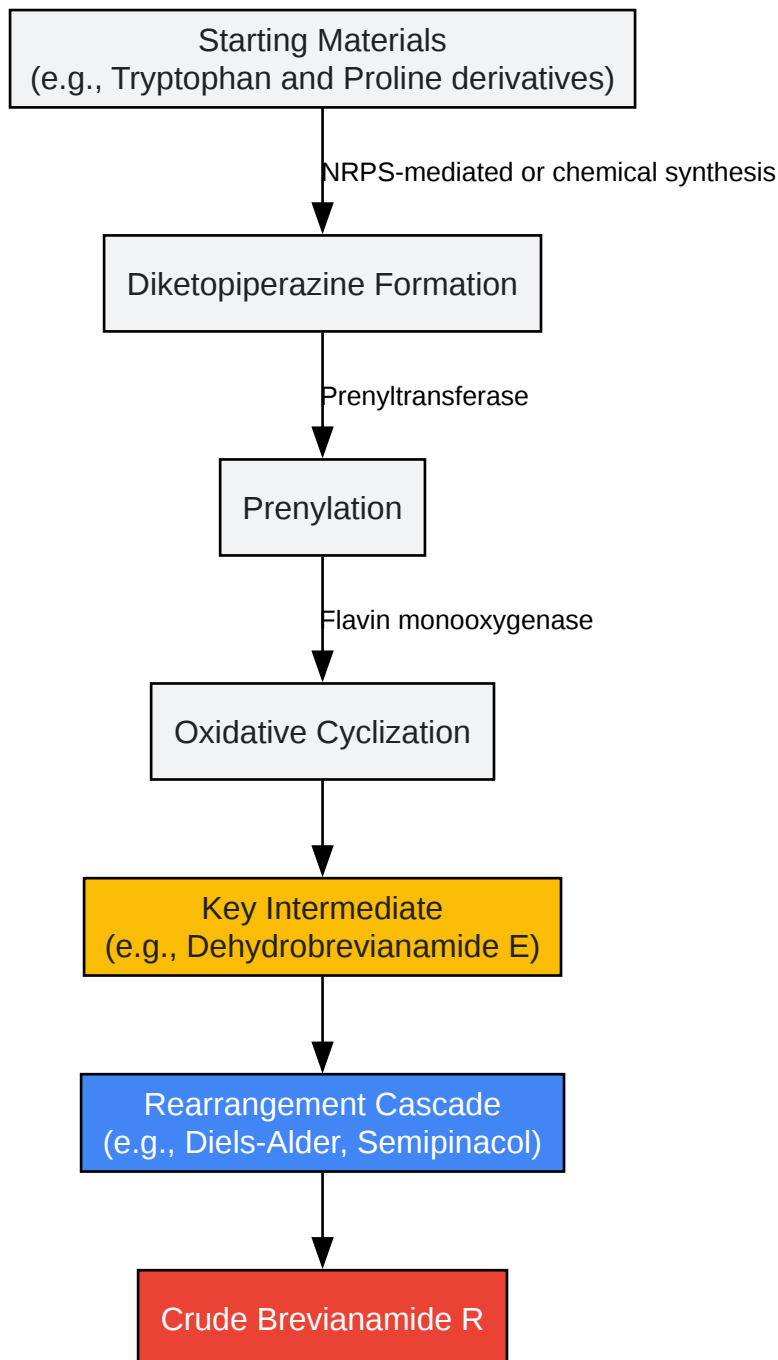 Starting Materials
(e.g., Tryptophan and Proline derivatives)
NRPS-mediated or chemical synthesis
Diketopiperazine Formation
Prenyltransferase
Prenylation
Flavin monooxygenase
Oxidative Cyclization
Key Intermediate
(e.g., Dehydrobrevianamide E)
Rearrangement Cascade
(e.g., Diels-Alder, Semipinacol)
Crude Brevianamide R